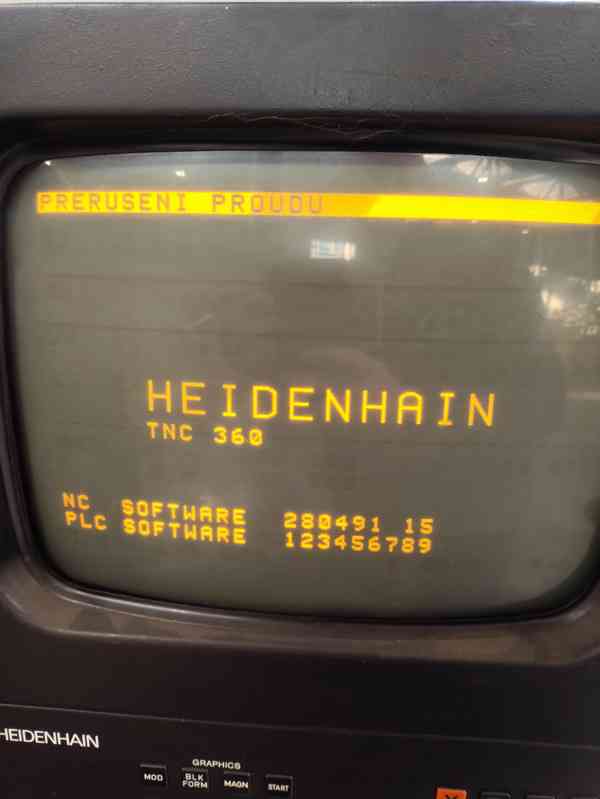 PRERUSENI PROUDU
HEIDENHAIN
TNC 360
NC SOFTWARE 280491 15
PLC SOFTWARE 123456789
HEIDENHAIN
GRAPHICS
MOD
BLK FORM
MAGN
START
X